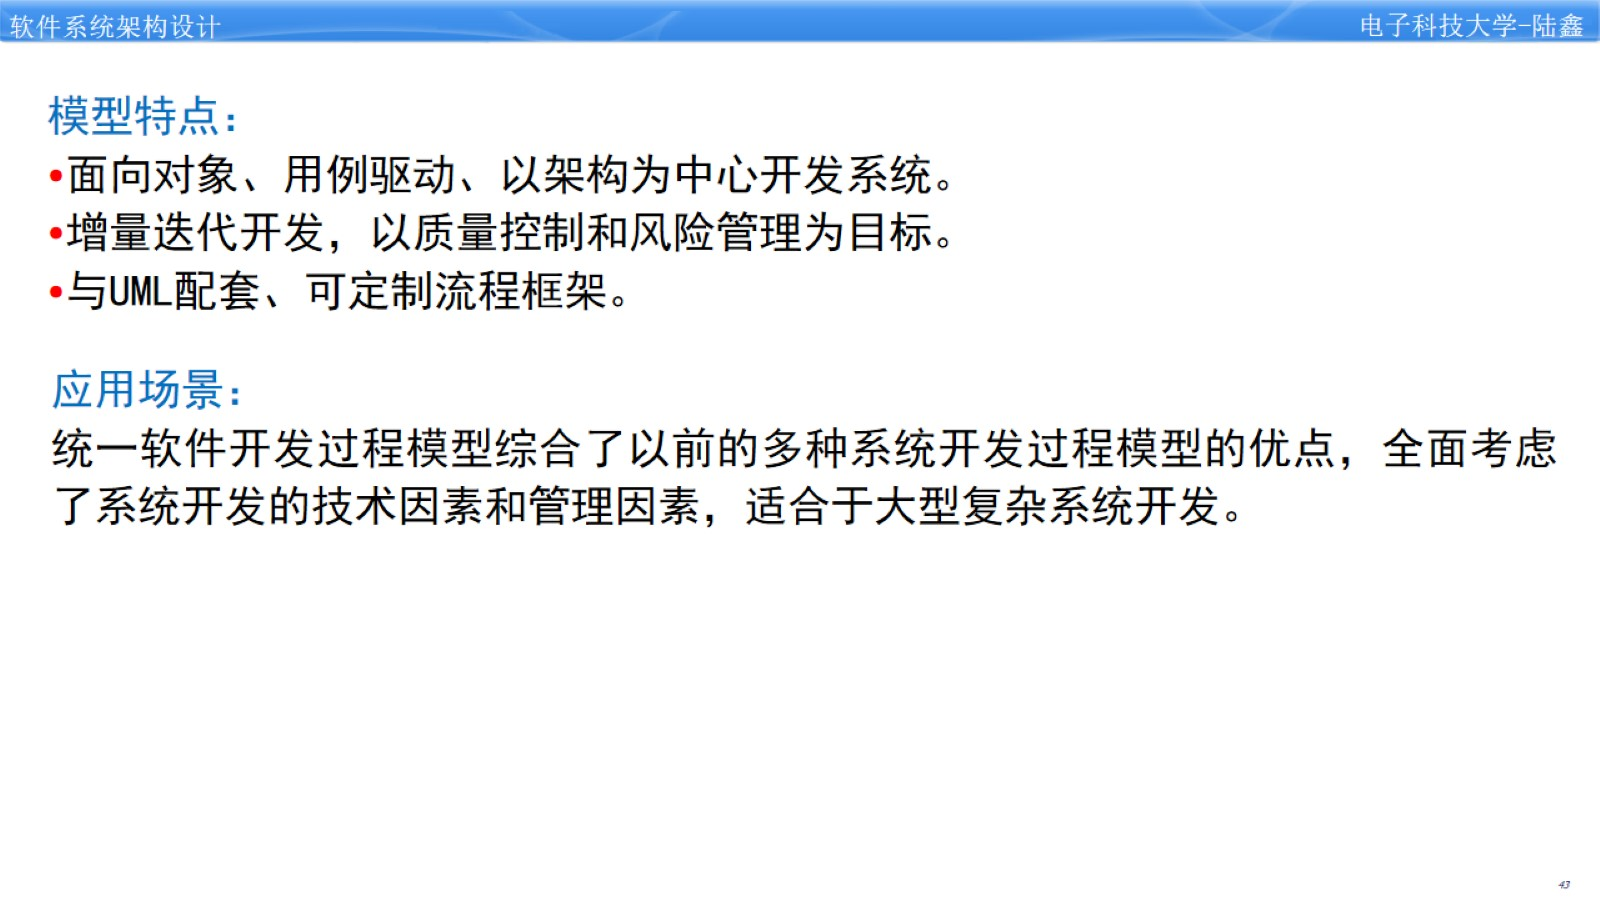 软件系统架构设计
电子科技大学-陆鑫
模型特点：
•面向对象、用例驱动、以架构为中心开发系统。
•增量迭代开发，以质量控制和风险管理为目标。
•与UML配套、可定制流程框架。
应用场景：
统一软件开发过程模型综合了以前的多种系统开发过程模型的优点，全面考虑
了系统开发的技术因素和管理因素，适合于大型复杂系统开发。
43